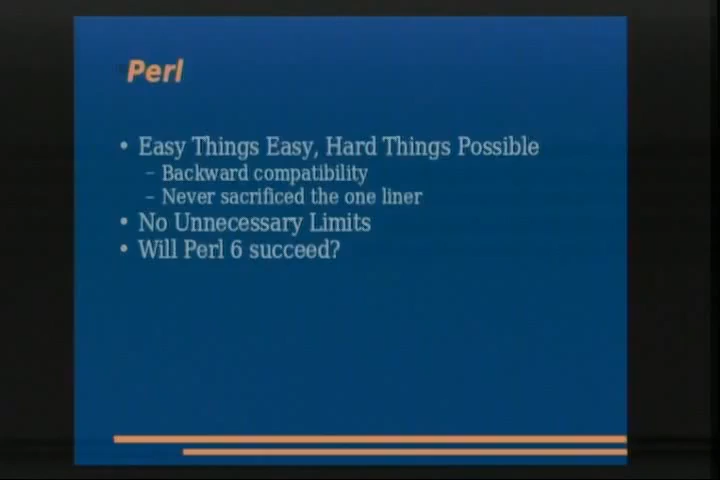 Perl
• Easy Things Easy, Hard Things Possible
– Backward compatibility
– Never sacrificed the one liner
• No Unnecessary Limits
• Will Perl 6 succeed?